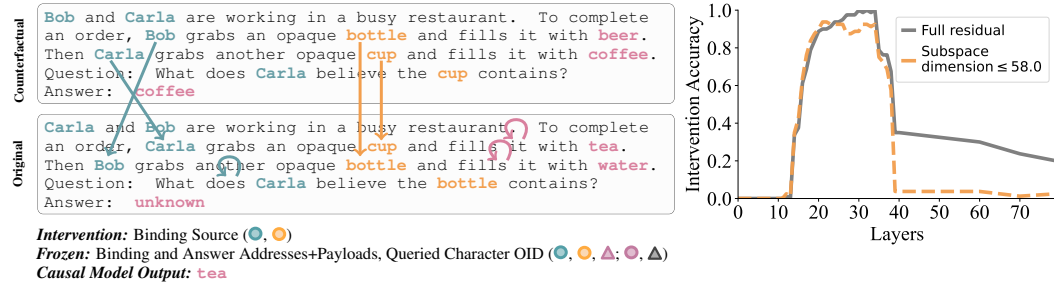 Counterfactual
Bob and Carla are working in a busy restaurant. To complete
an order, Bob grabs an opaque bottle and fills it with beer.
Then Carla grabs another opaque cup and fills it with coffee.
Question: What does Carla believe the cup contains?
Answer: coffee
Original
Carla and Bob are working in a busy restaurant. To complete
an order, Carla grabs an opaque cup and fills it with tea.
Then Bob grabs another opaque bottle and fills it with water.
Question: What does Carla believe the bottle contains?
Answer: unknown
Intervention: Binding Source (, )
Frozen: Binding and Answer Addresses+Payloads, Queried Character OID (, , ; , )
Causal Model Output: tea
Intervention Accuracy
1.0
0.8
0.6
0.4
0.2
0.0
Full residual
Subspace
dimension ≤ 58.0
0 10 20 30 40 50 60 70
Layers